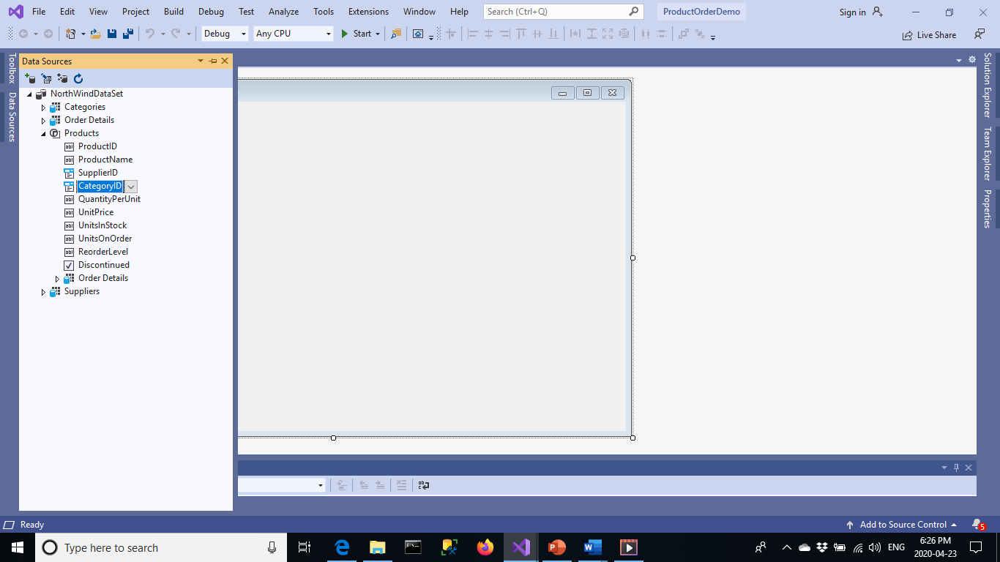 File Edit View Project Build Debug Test Analyze Tools Extensions Window Help Search (Ctrl+Q) ProductOrderDemo Sign in
Debug Any CPU Start Live Share
Toolbox
Data Sources
Data Sources
NorthWindDataSet
Categories
Order Details
Products
ProductID
ProductName
SupplierID
CategoryID
QuantityPerUnit
UnitPrice
UnitsInStock
UnitsOnOrder
ReorderLevel
Discontinued
Order Details
Suppliers
Solution Explorer
Team Explorer
Properties
Ready Add to Source Control 5
Type here to search ENG 6:26 PM
2020-04-23